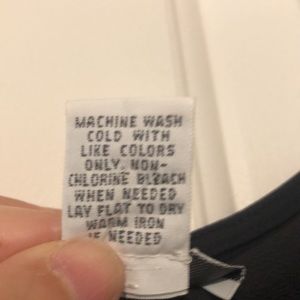 MACHINE WASH
COLD WITH
LIKE COLORS
ONLY. NON-
CHLORINE BLEACH
WHEN NEEDED
LAY FLAT TO DRY
WARM IRON
IF NEEDED